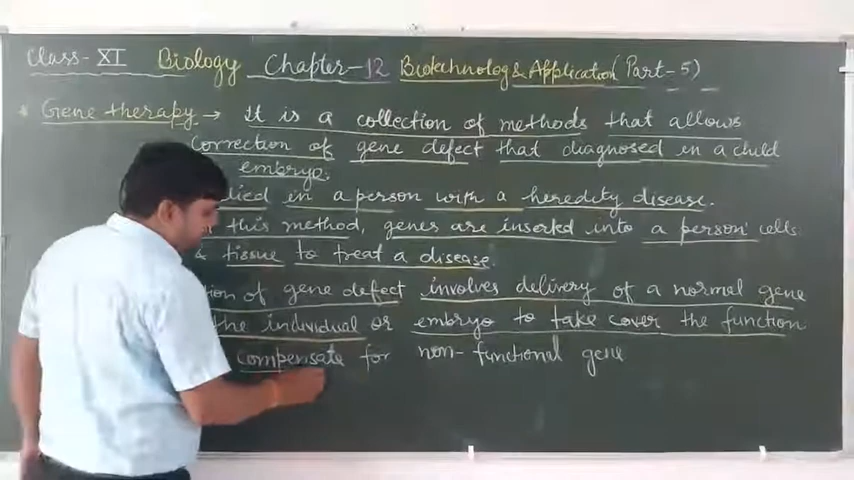 Class- XI Biology Chapter-12 Biotechnology & Application (Part-5)
* Gene therapy → it is a collection of methods that allows
correction of gene defect that diagnosed in a child
embryo.
lied in a person with a heredity disease.
this method, genes are inserted into a person' cells
& tissue to treat a disease.
tion of gene defect involves delivery of a normal gene
the individual or embryo to take cover the function
compensate for non-functional gene